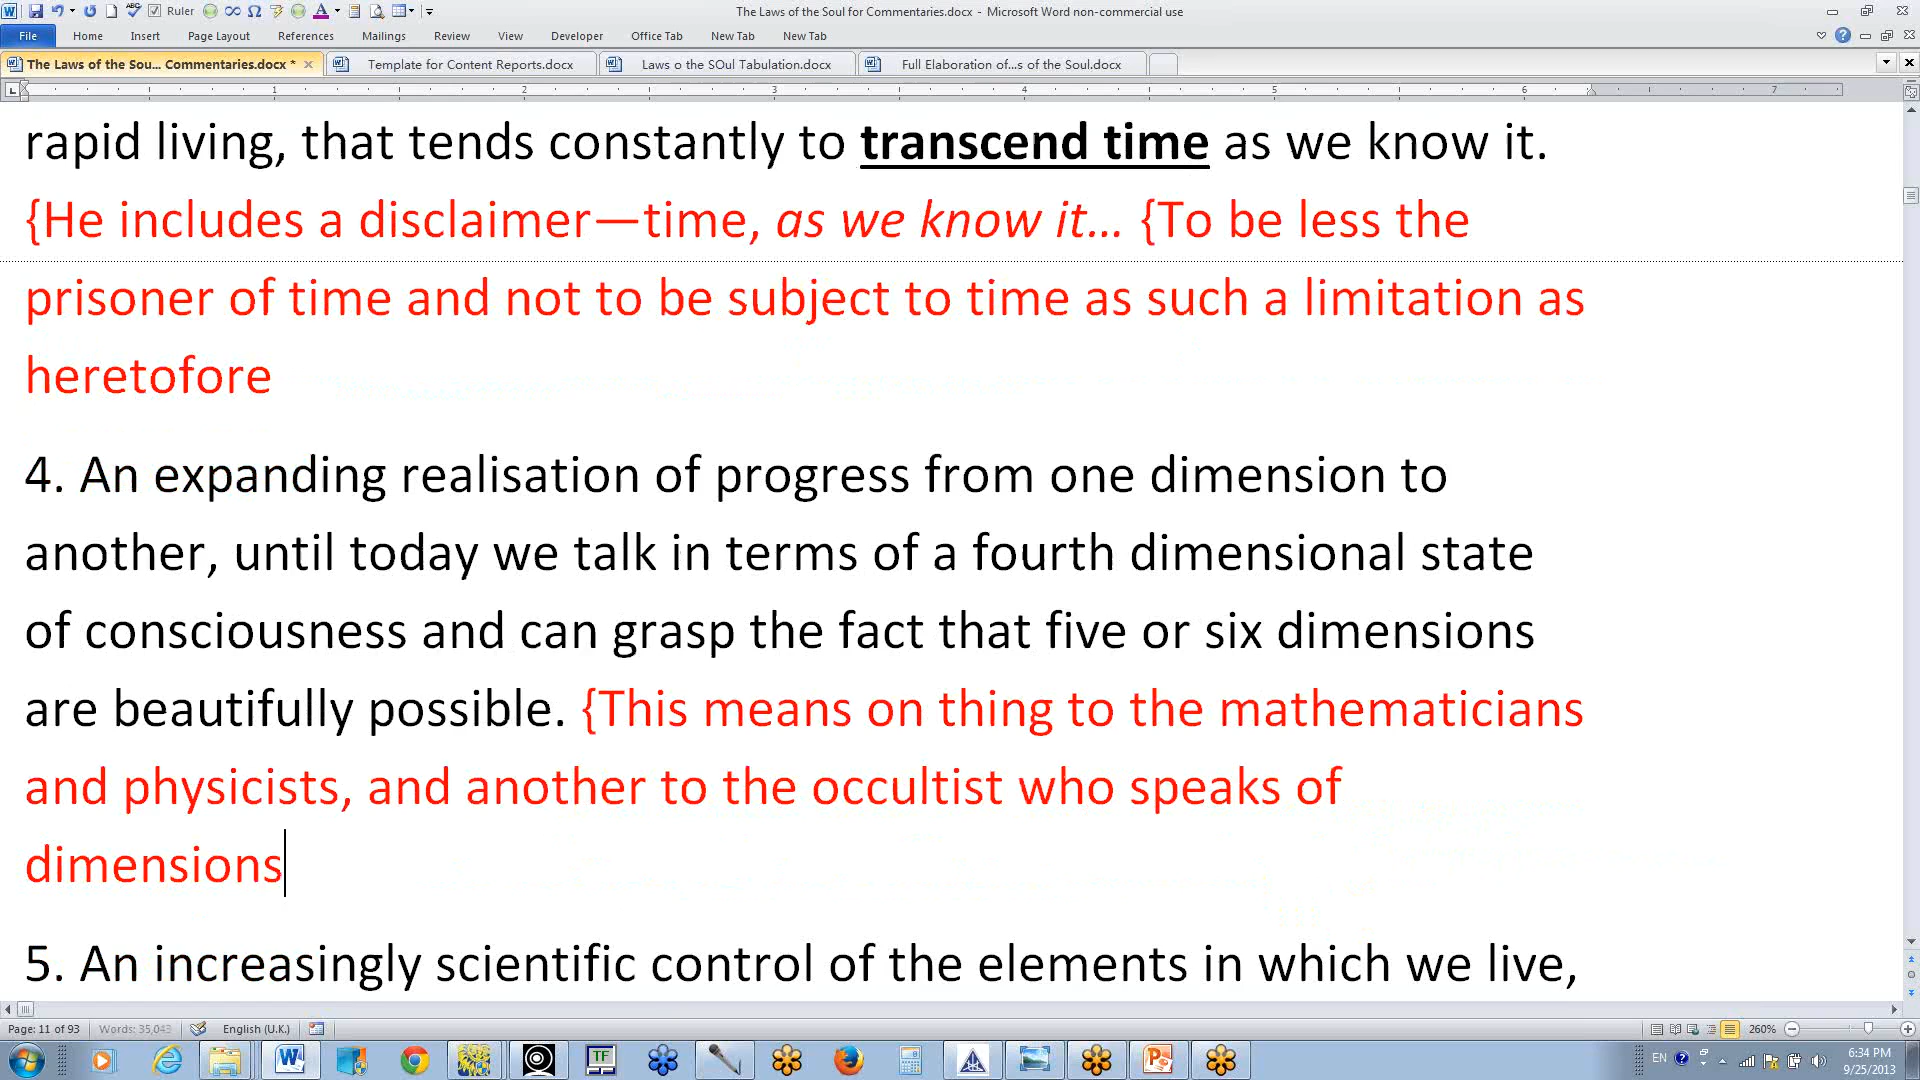 The Laws of the Soul for Commentaries.docx - Microsoft Word non-commercial use
Ruler
File Home Insert Page Layout References Mailings Review View Developer Office Tab New Tab New Tab
The Laws of the Sou... Commentaries.docx * Template for Content Reports.docx Laws o the SOul Tabulation.docx Full Elaboration of...s of the Soul.docx
1 2 3 4 5 6 7
rapid living, that tends constantly to transcend time as we know it.
{He includes a disclaimer—time, as we know it... {To be less the
prisoner of time and not to be subject to time as such a limitation as
heretofore
4. An expanding realisation of progress from one dimension to
another, until today we talk in terms of a fourth dimensional state
of consciousness and can grasp the fact that five or six dimensions
are beautifully possible. {This means on thing to the mathematicians
and physicists, and another to the occultist who speaks of
dimensions
5. An increasingly scientific control of the elements in which we live,
Page: 11 of 93 Words: 35,043 English (U.K.) 260%
TF EN 6:34 PM
9/25/2013